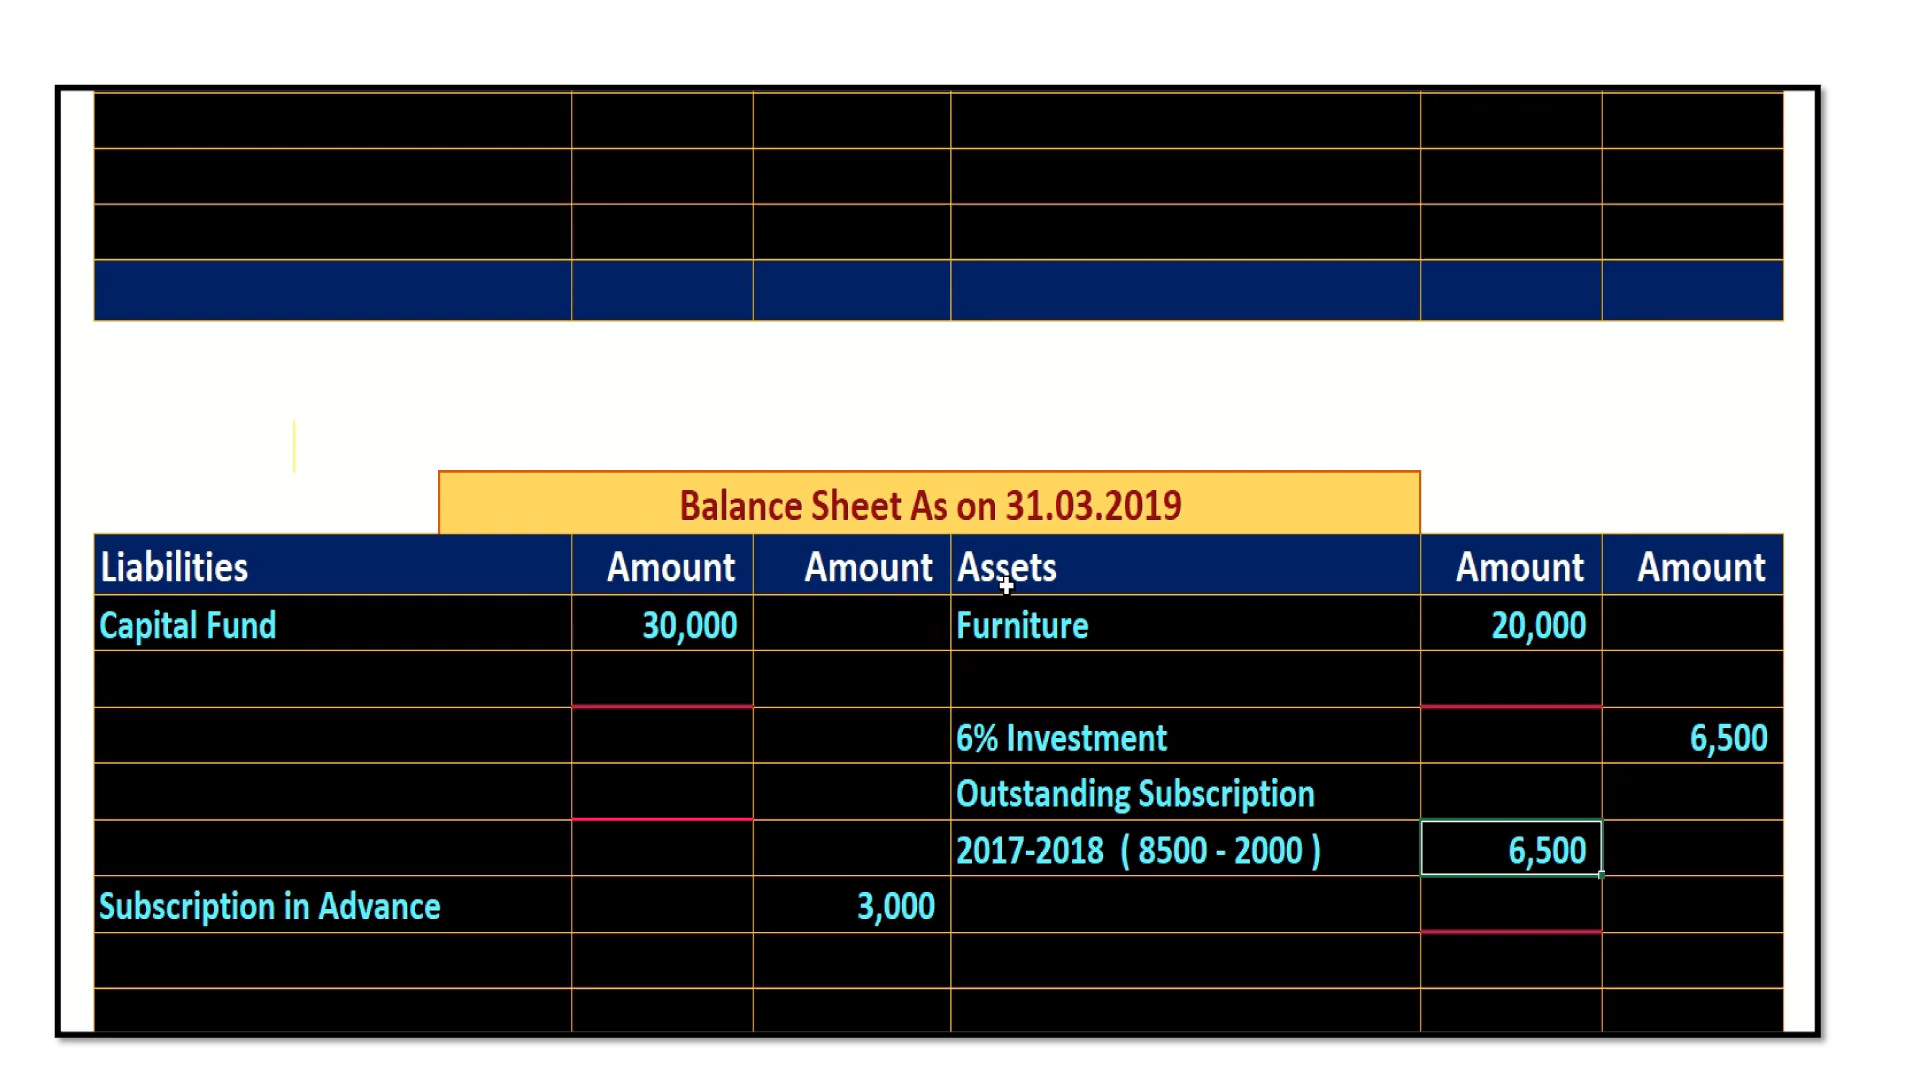 Balance Sheet As on 31.03.2019
Liabilities Amount Amount Assets Amount Amount
Capital Fund 30,000 Furniture 20,000
6% Investment 6,500
Outstanding Subscription
2017-2018 ( 8500 - 2000 ) 6,500
Subscription in Advance 3,000